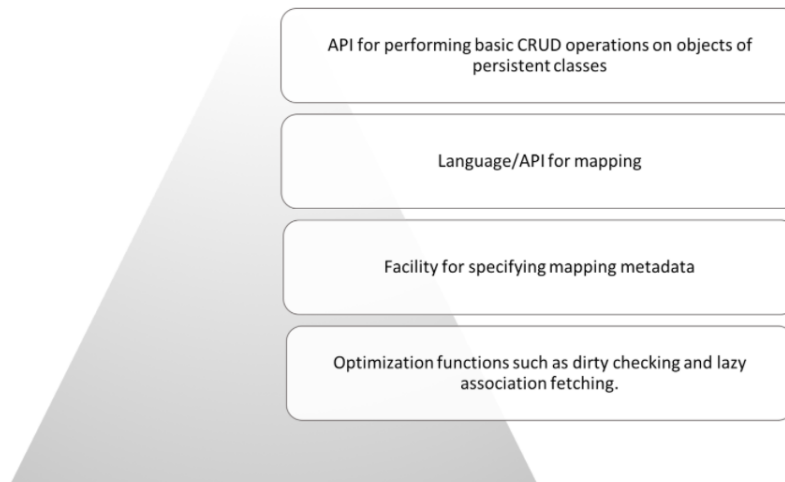 API for performing basic CRUD operations on objects of
persistent classes
Language/API for mapping
Facility for specifying mapping metadata
Optimization functions such as dirty checking and lazy
association fetching.